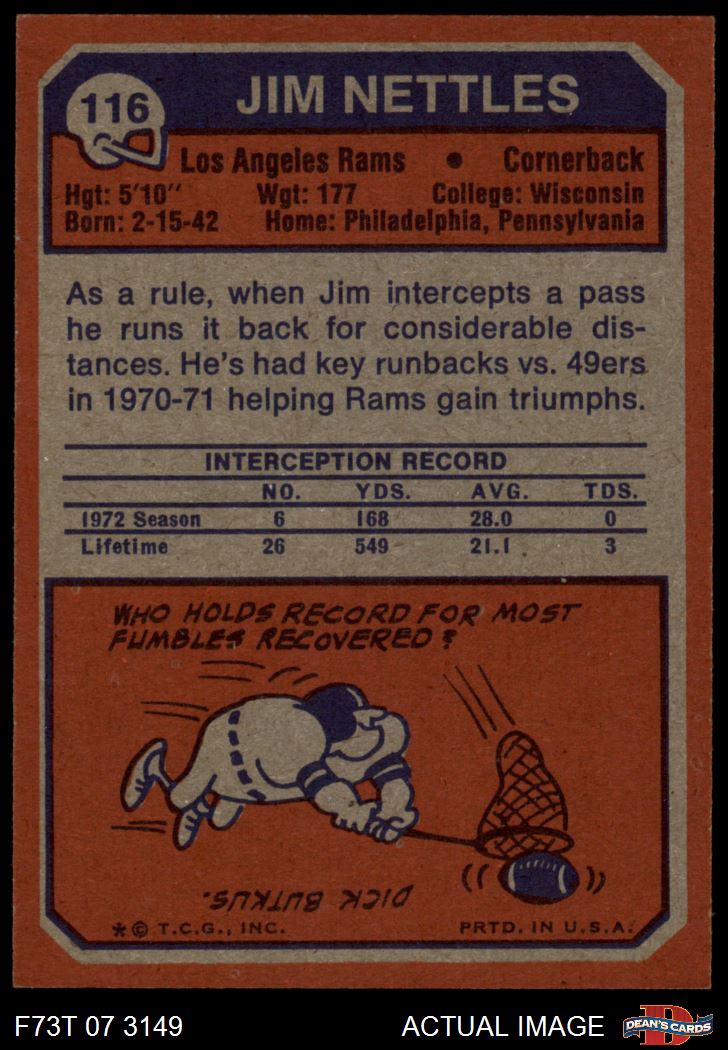 116
JIM NETTLES
Los Angeles Rams • Cornerback
Hgt: 5'10" Wgt: 177 College: Wisconsin
Born: 2-15-42 Home: Philadelphia, Pennsylvania
As a rule, when Jim intercepts a pass
he runs it back for considerable dis-
tances. He's had key runbacks vs. 49ers
in 1970-71 helping Rams gain triumphs.
INTERCEPTION RECORD
NO. YDS. AVG. TDS.
1972 Season 6 168 28.0 0
Lifetime 26 549 21.1 3
WHO HOLDS RECORD FOR MOST
FUMBLES RECOVERED?
DICK BUTKUS.
* © T.C.G., INC. PRTD. IN U.S.A.
F73T 07 3149 ACTUAL IMAGE D DEAN'S CARDS